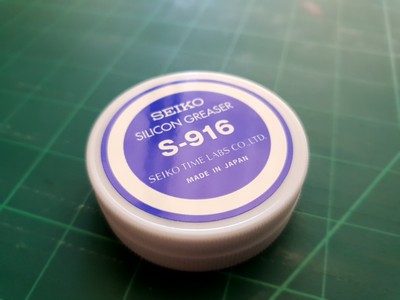 SEIKO
SILICON GREASER
S-916
SEIKO TIME LABS CO.,LTD.
MADE IN JAPAN